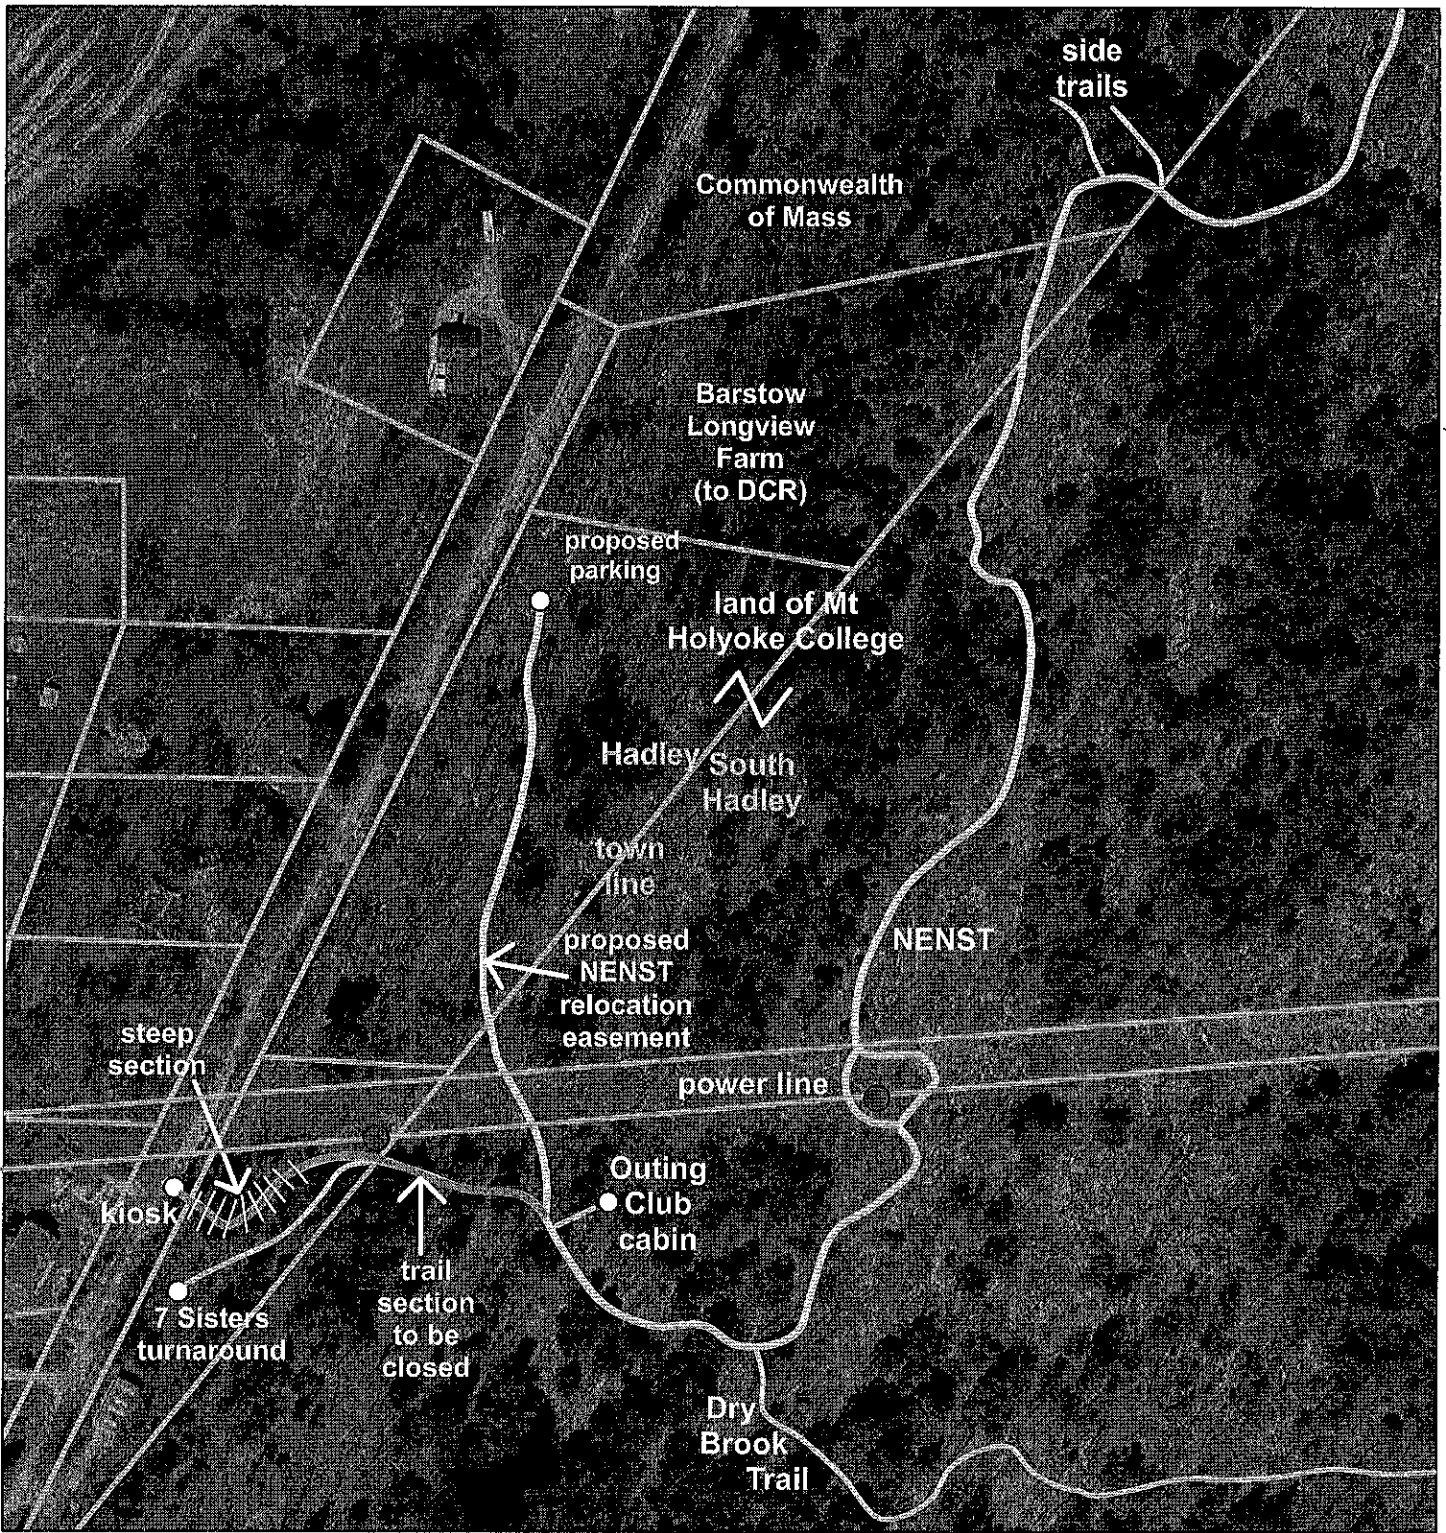 side
trails
Commonwealth
of Mass
Barstow
Longview
Farm
(to DCR)
proposed
parking
land of Mt
Holyoke College
Hadley
South
Hadley
town
line
proposed
NENST
relocation
easement
NENST
steep
section
power line
kiosk
Outing
Club
cabin
trail
section
to be
closed
7 Sisters
turnaround
Dry
Brook
Trail